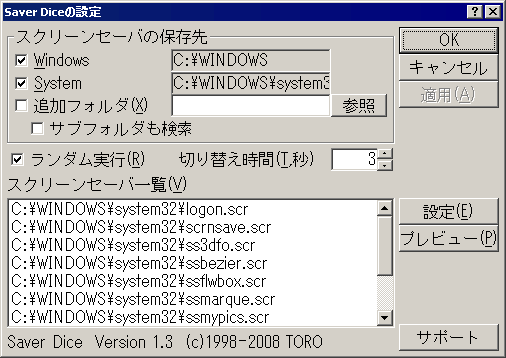 Saver Diceの設定
スクリーンセーバの保存先
OK
Windows C:¥WINDOWS
キャンセル
System C:¥WINDOWS¥system3
適用(A)
追加フォルダ(X) 参照
サブフォルダも検索
ランダム実行(R) 切り替え時間(T,秒) 3
スクリーンセーバ一覧(V)
C:¥WINDOWS¥system32¥logon.scr
設定(E)
C:¥WINDOWS¥system32¥scrnsave.scr
プレビュー(P)
C:¥WINDOWS¥system32¥ss3dfo.scr
C:¥WINDOWS¥system32¥ssbezier.scr
C:¥WINDOWS¥system32¥ssflwbox.scr
C:¥WINDOWS¥system32¥ssmarque.scr
C:¥WINDOWS¥system32¥ssmypics.scr
Saver Dice Version 1.3 (c)1998-2008 TORO
サポート